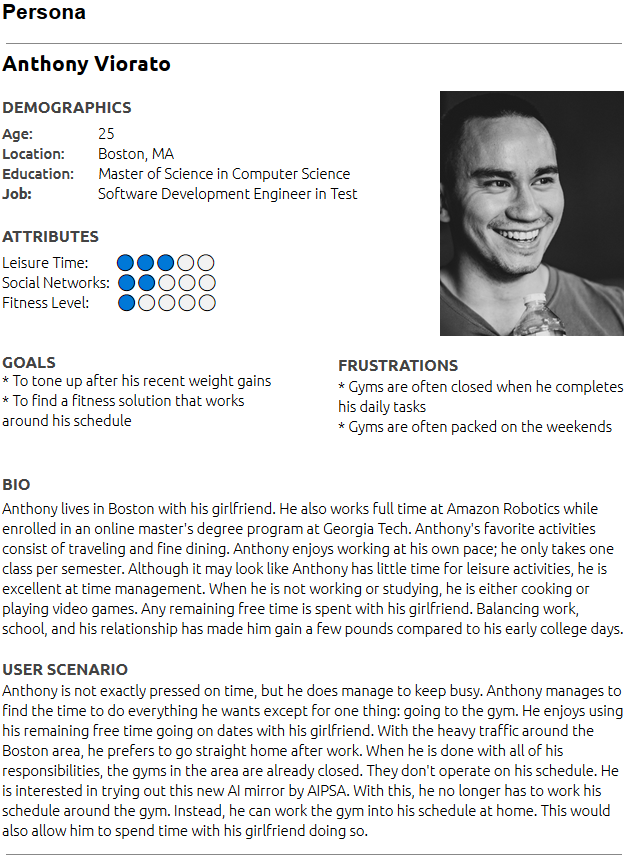 Persona
Anthony Viorato
DEMOGRAPHICS
Age: 25
Location: Boston, MA
Education: Master of Science in Computer Science
Job: Software Development Engineer in Test
ATTRIBUTES
Leisure Time:
Social Networks:
Fitness Level:
GOALS
* To tone up after his recent weight gains
* To find a fitness solution that works
around his schedule
FRUSTRATIONS
* Gyms are often closed when he completes
his daily tasks
* Gyms are often packed on the weekends
BIO
Anthony lives in Boston with his girlfriend. He also works full time at Amazon Robotics while
enrolled in an online master's degree program at Georgia Tech. Anthony's favorite activities
consist of traveling and fine dining. Anthony enjoys working at his own pace; he only takes one
class per semester. Although it may look like Anthony has little time for leisure activities, he is
excellent at time management. When he is not working or studying, he is either cooking or
playing video games. Any remaining free time is spent with his girlfriend. Balancing work,
school, and his relationship has made him gain a few pounds compared to his early college days.
USER SCENARIO
Anthony is not exactly pressed on time, but he does manage to keep busy. Anthony manages to
find the time to do everything he wants except for one thing: going to the gym. He enjoys using
his remaining free time going on dates with his girlfriend. With the heavy traffic around the
Boston area, he prefers to go straight home after work. When he is done with all of his
responsibilities, the gyms in the area are already closed. They don't operate on his schedule. He
is interested in trying out this new AI mirror by AIPSA. With this, he no longer has to work his
schedule around the gym. Instead, he can work the gym into his schedule at home. This would
also allow him to spend time with his girlfriend doing so.